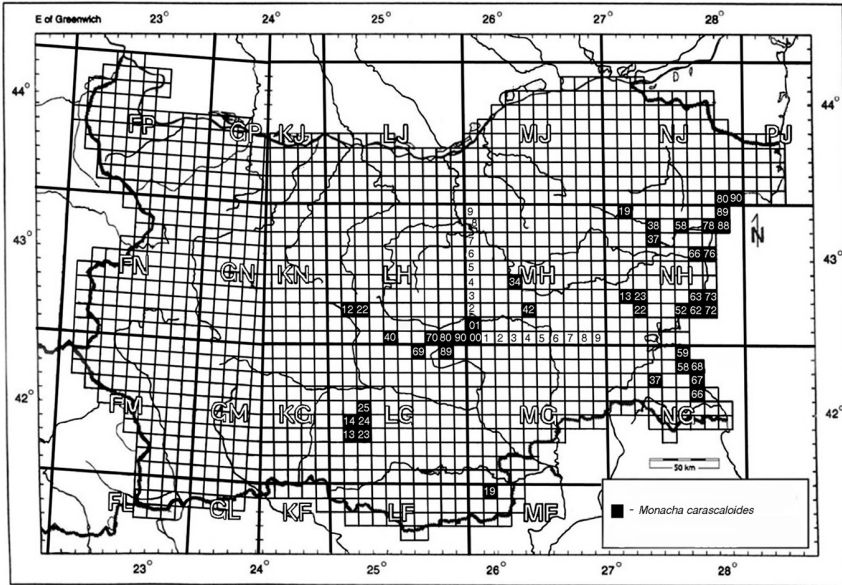 E of Greenwich 23° 24° 25° 26° 27° 28°
44° 44°
FP GP KJ LJ MJ NJ PJ
80 90
9 19 89
8 38 58 78 88
7 37 N
43° 6 66 76 43°
FN GN KN LH 5 MH NH
4 34
3 13 23 63 73
12 22 2 42 22 52 62 72
01
40 70 80 90 00 1 2 3 4 5 6 7 8 9
69 89 59
58 68
37 67
66
42° FM GM KG 25 LG MG NG 42°
14 24
13 23
50 km
19
FL GL KF LF MF
- Monacha carascaloides
23° 24° 25° 26° 27° 28°